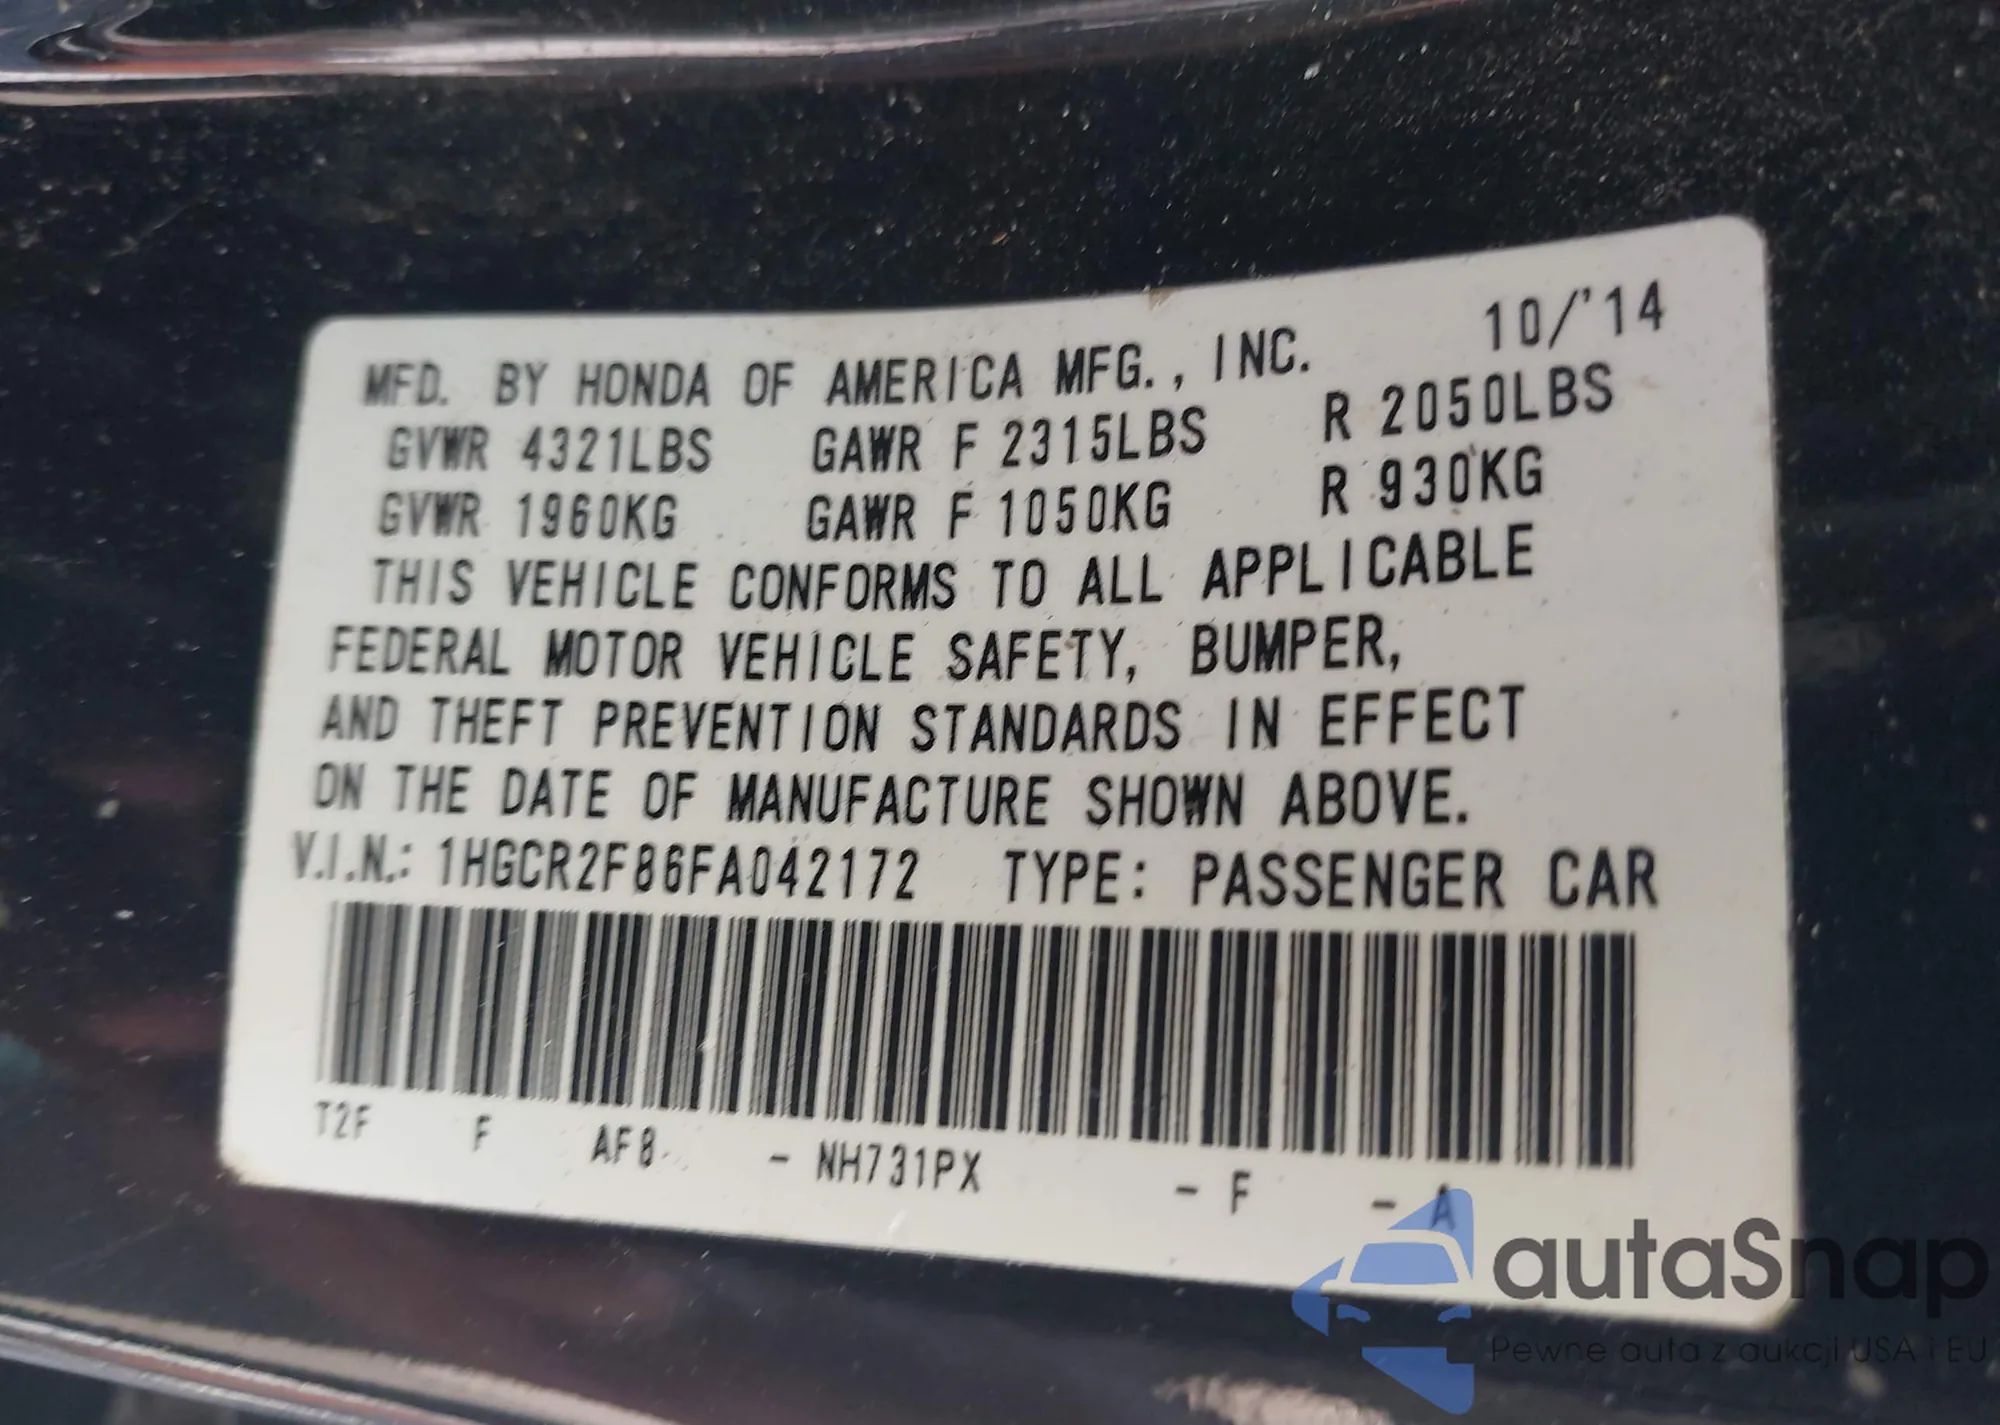 MFD. BY HONDA OF AMERICA MFG., INC. 10/'14
GVWR 4321LBS GAWR F 2315LBS R 2050LBS
GVWR 1960KG GAWR F 1050KG R 930KG
THIS VEHICLE CONFORMS TO ALL APPLICABLE
FEDERAL MOTOR VEHICLE SAFETY, BUMPER,
AND THEFT PREVENTION STANDARDS IN EFFECT
ON THE DATE OF MANUFACTURE SHOWN ABOVE.
V.I.N.: 1HGCR2F86FA042172 TYPE: PASSENGER CAR
T2F F AF8 - NH731PX - F - A
autaSnap
Pewne auta z aukcji USA i EU